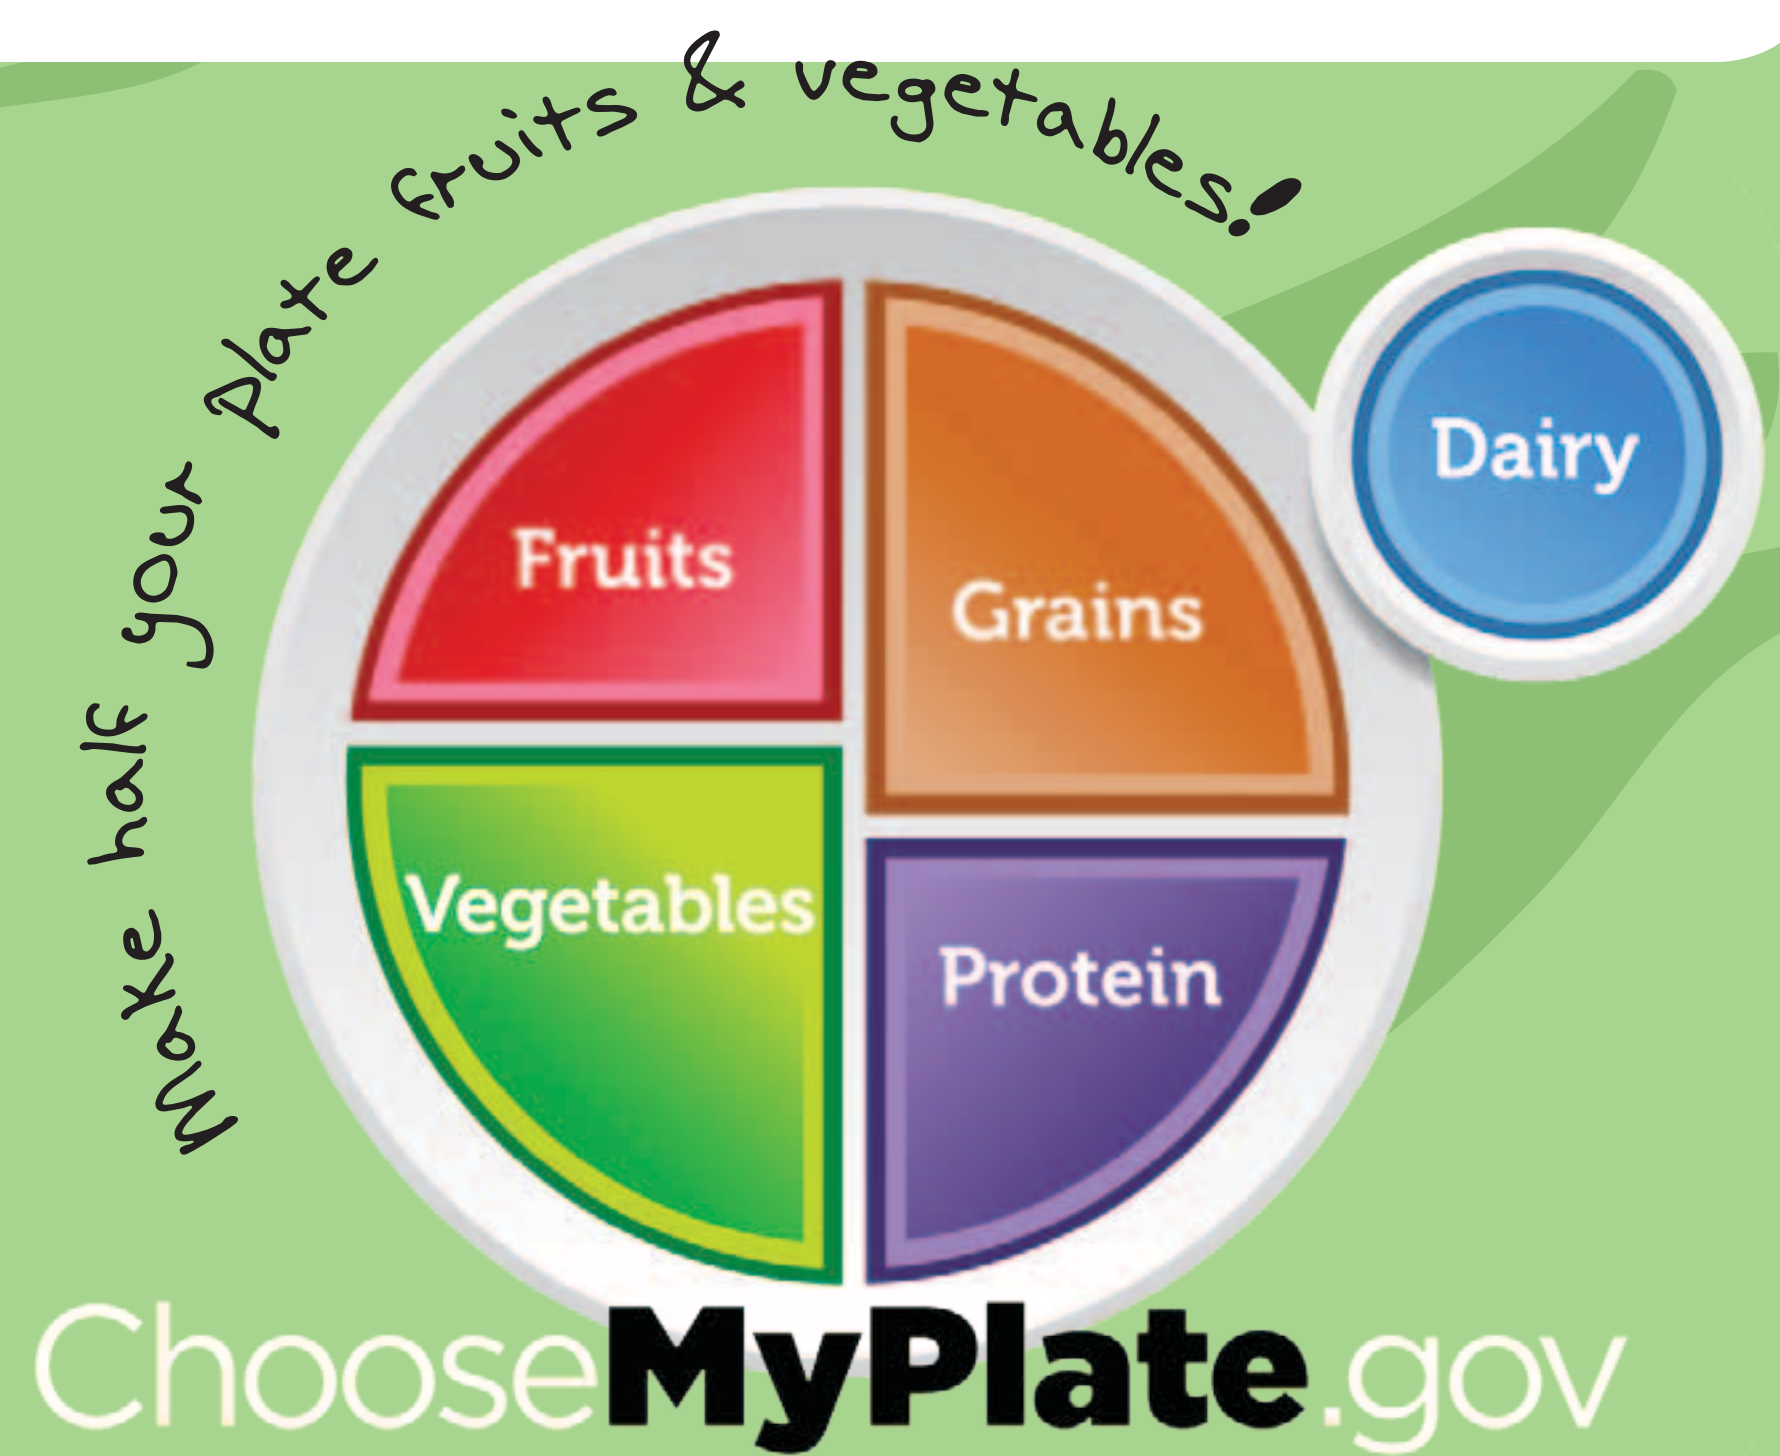 Make half your plate fruits & vegetables!
Dairy
Fruits
Grains
Vegetables
Protein
ChooseMyPlate.gov